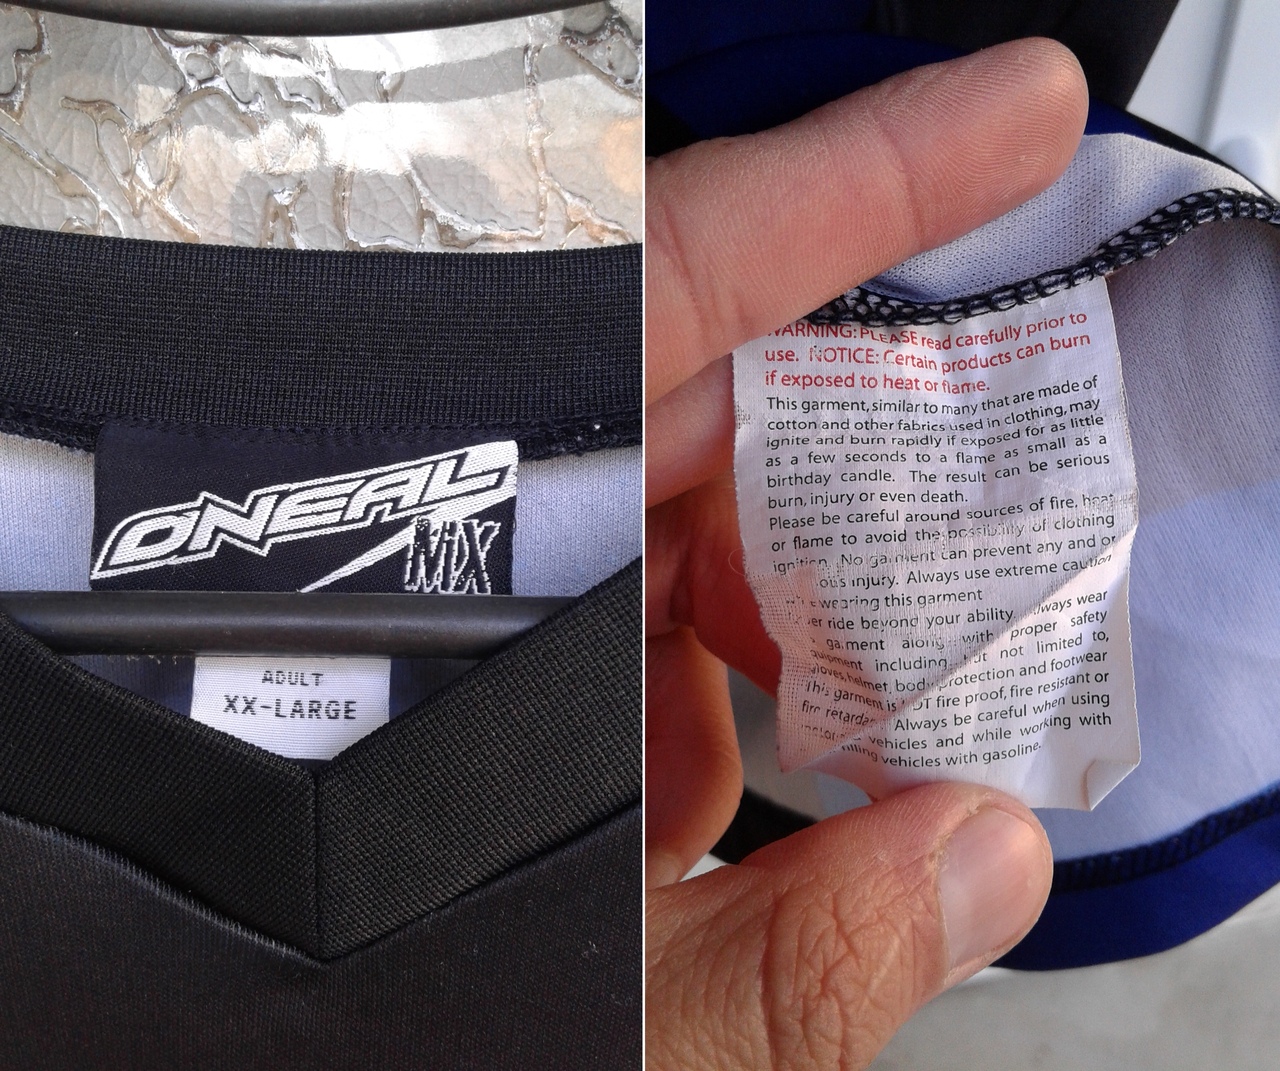 ONEAL
MX
ADULT
XX-LARGE
WARNING: PLEASE read carefully prior to
use. NOTICE: Certain products can burn
if exposed to heat or flame.
This garment, similar to many that are made of
cotton and other fabrics used in clothing, may
ignite and burn rapidly if exposed for as little
as a few seconds to a flame as small as a
birthday candle. The result can be serious
burn, injury or even death.
Please be careful around sources of fire, heat
or flame to avoid the possibility of clothing
ignition. No garment can prevent any and or
injury. Always use extreme caution
wearing this garment
ride beyond your ability. Always wear
garment along with proper safety
equipment including but not limited to,
gloves, helmet, body protection and footwear
This garment is NOT fire proof, fire resistant or
fire retardant. Always be careful when using
vehicles and while working with
filling vehicles with gasoline.